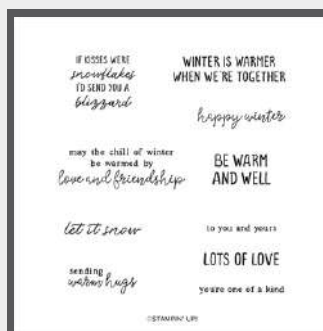 IF KISSES WERE
snowflakes
I'D SEND YOU A
blizzard
WINTER IS WARMER
WHEN WE'RE TOGETHER
happy winter
may the chill of winter
be warmed by
love and friendship
BE WARM
AND WELL
let it snow
to you and yours
LOTS OF LOVE
sending
warm hugs
youre one of a kind
©STAMPIN' UP!